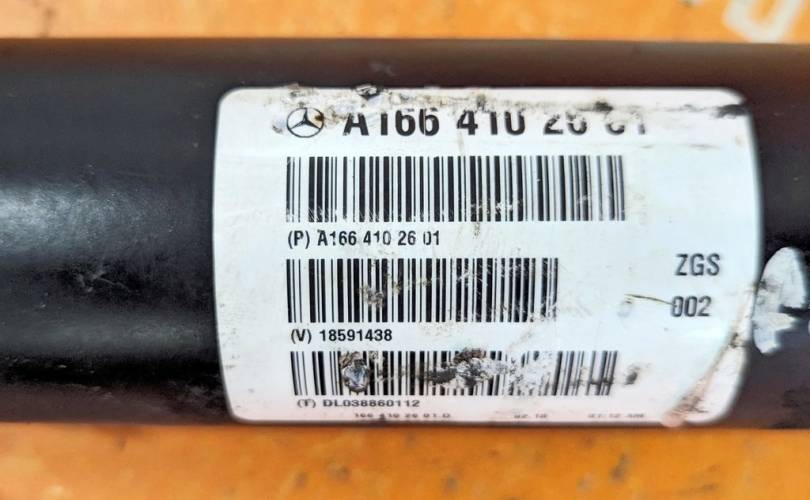 A166 410 26 01
(P) A166 410 26 01
ZGS
002
(V) 18591438
(T) DL038860112